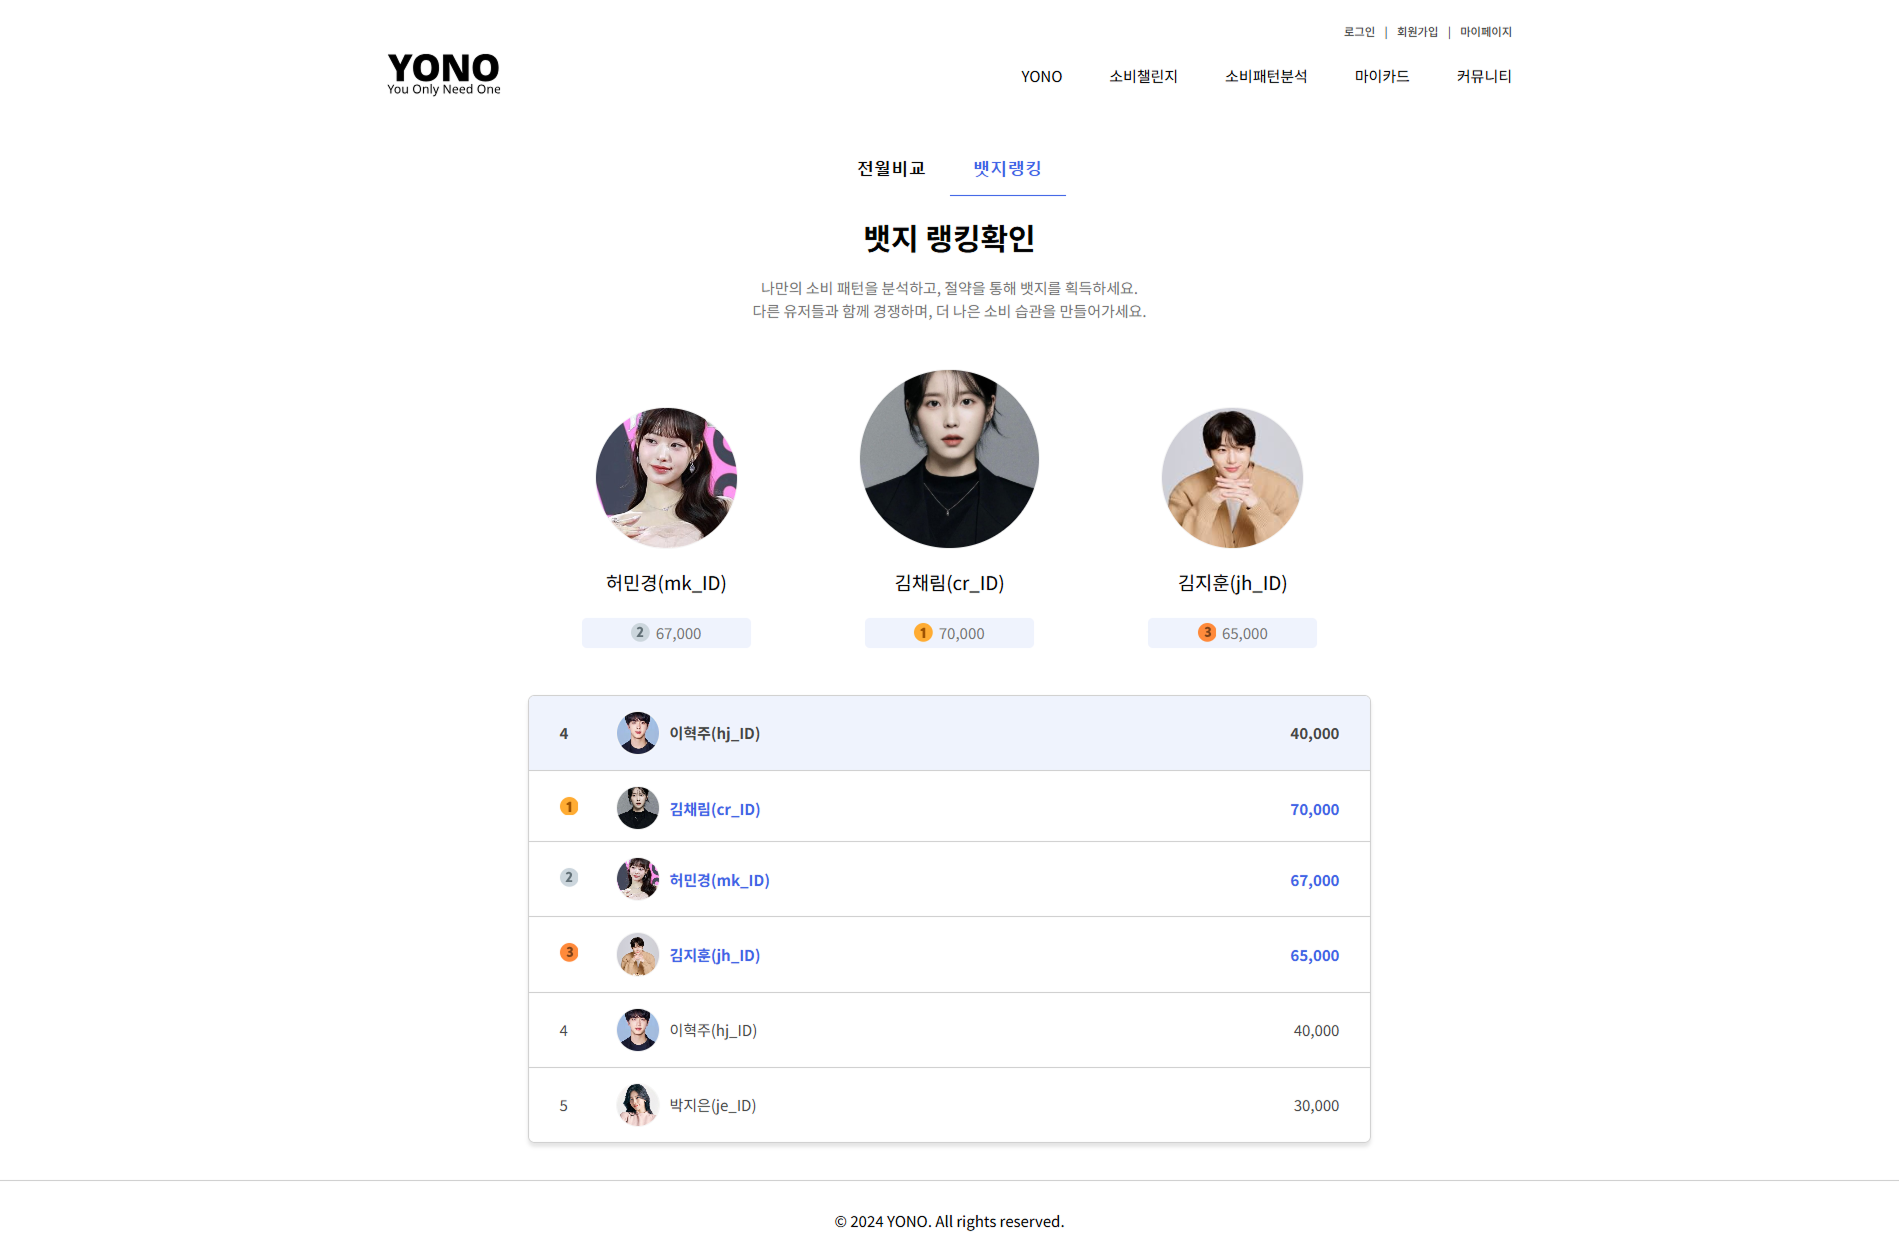 로그인 | 회원가입 | 마이페이지
YONO
You Only Need One
YONO 소비챌린지 소비패턴분석 마이카드 커뮤니티
전월비교 뱃지랭킹
뱃지 랭킹확인
나만의 소비 패턴을 분석하고, 절약을 통해 뱃지를 획득하세요.
다른 유저들과 함께 경쟁하며, 더 나은 소비 습관을 만들어가세요.
허민경(mk_ID) 김채림(cr_ID) 김지훈(jh_ID)
2 67,000 1 70,000 3 65,000
4 이혁주(hj_ID) 40,000
1 김채림(cr_ID) 70,000
2 허민경(mk_ID) 67,000
3 김지훈(jh_ID) 65,000
4 이혁주(hj_ID) 40,000
5 박지은(je_ID) 30,000
© 2024 YONO. All rights reserved.